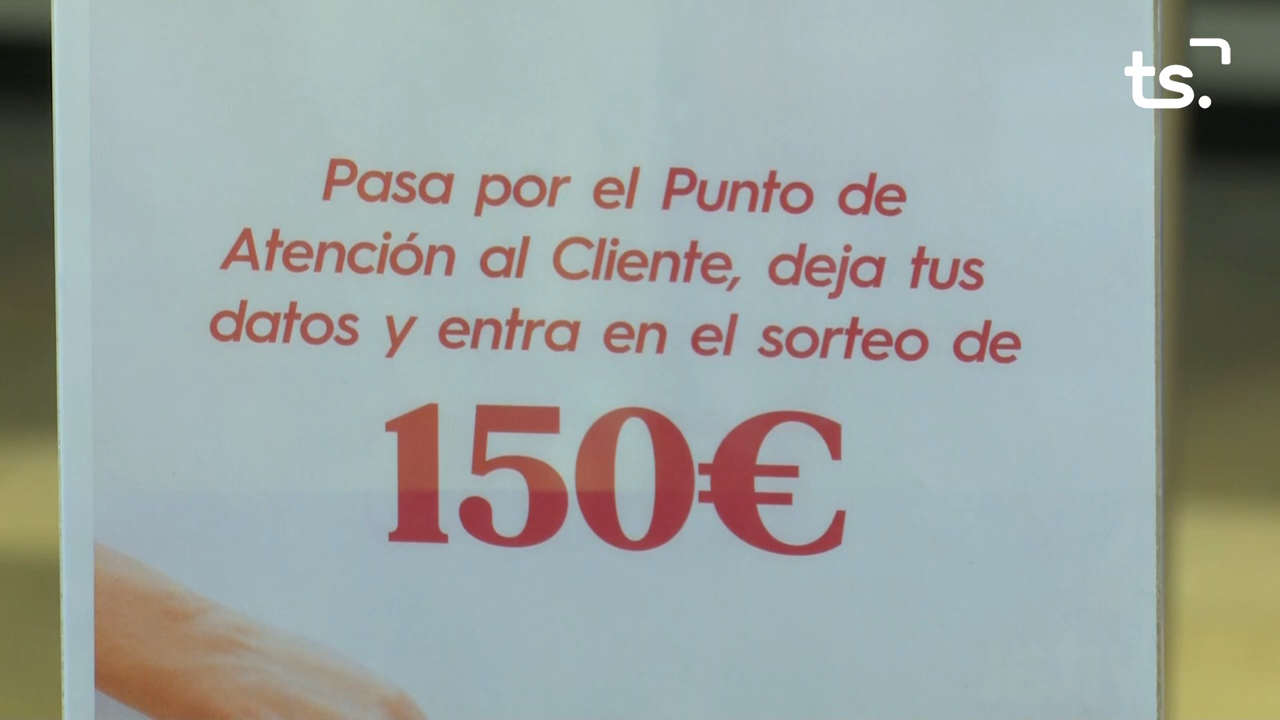 ts.
Pasa por el Punto de
Atención al Cliente, deja tus
datos y entra en el sorteo de
150€